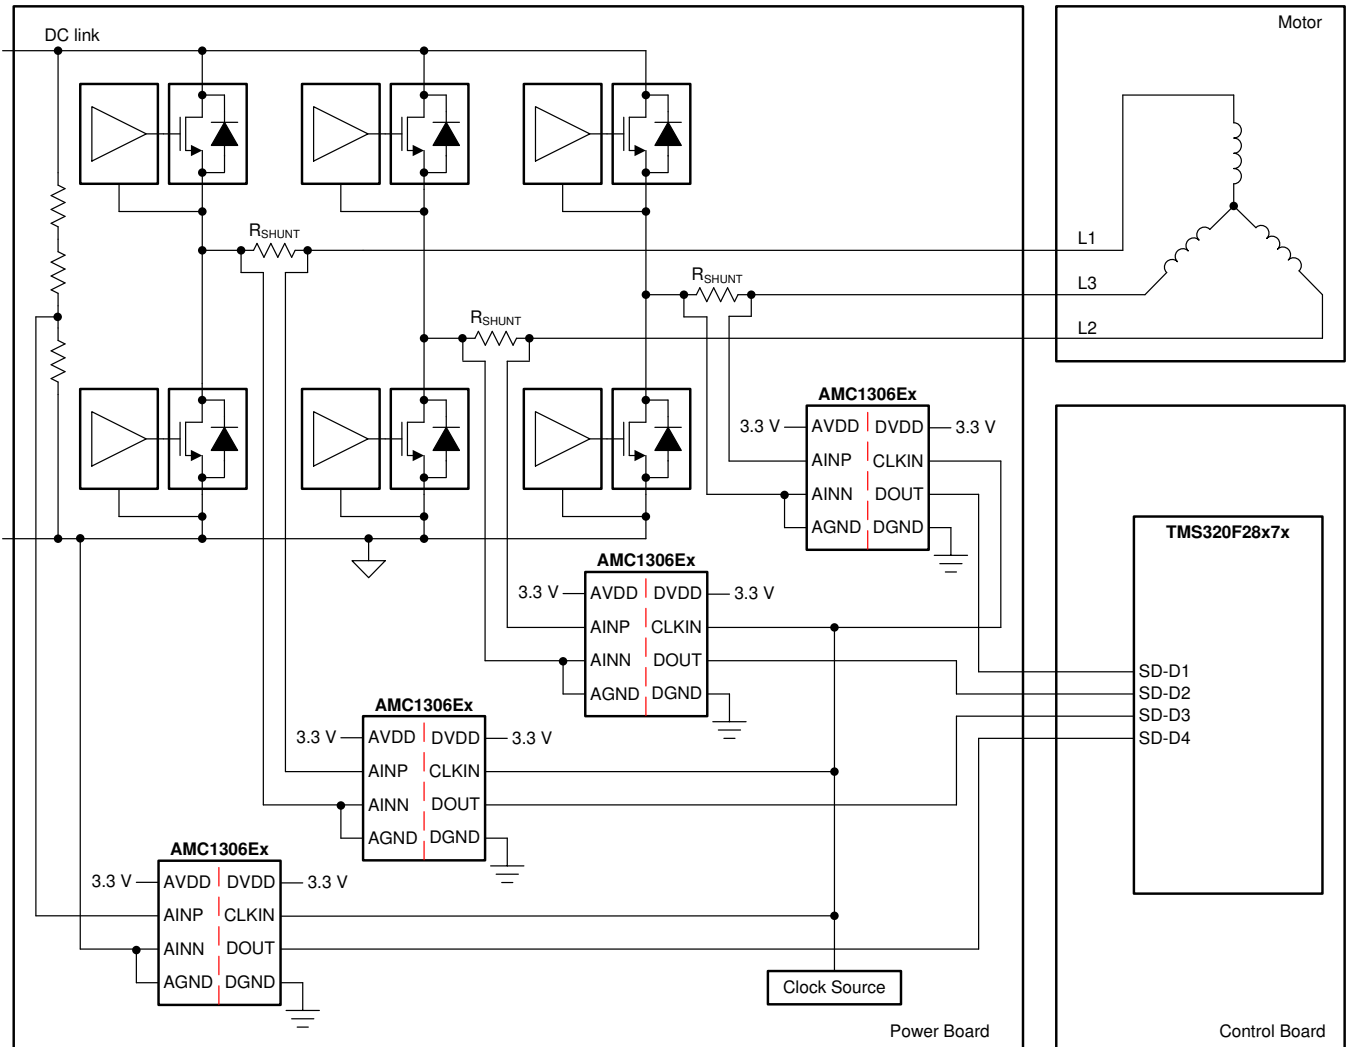 DC link
Motor
R_SHUNT
L1
R_SHUNT
L3
R_SHUNT
L2
AMC1306Ex
3.3 V AVDD DVDD 3.3 V
AINP CLKIN
AINN DOUT
AGND DGND
TMS320F28x7x
SD-D1
SD-D2
SD-D3
SD-D4
AMC1306Ex
3.3 V AVDD DVDD 3.3 V
AINP CLKIN
AINN DOUT
AGND DGND
AMC1306Ex
3.3 V AVDD DVDD 3.3 V
AINP CLKIN
AINN DOUT
AGND DGND
AMC1306Ex
3.3 V AVDD DVDD 3.3 V
AINP CLKIN
AINN DOUT
AGND DGND
Clock Source
Power Board
Control Board